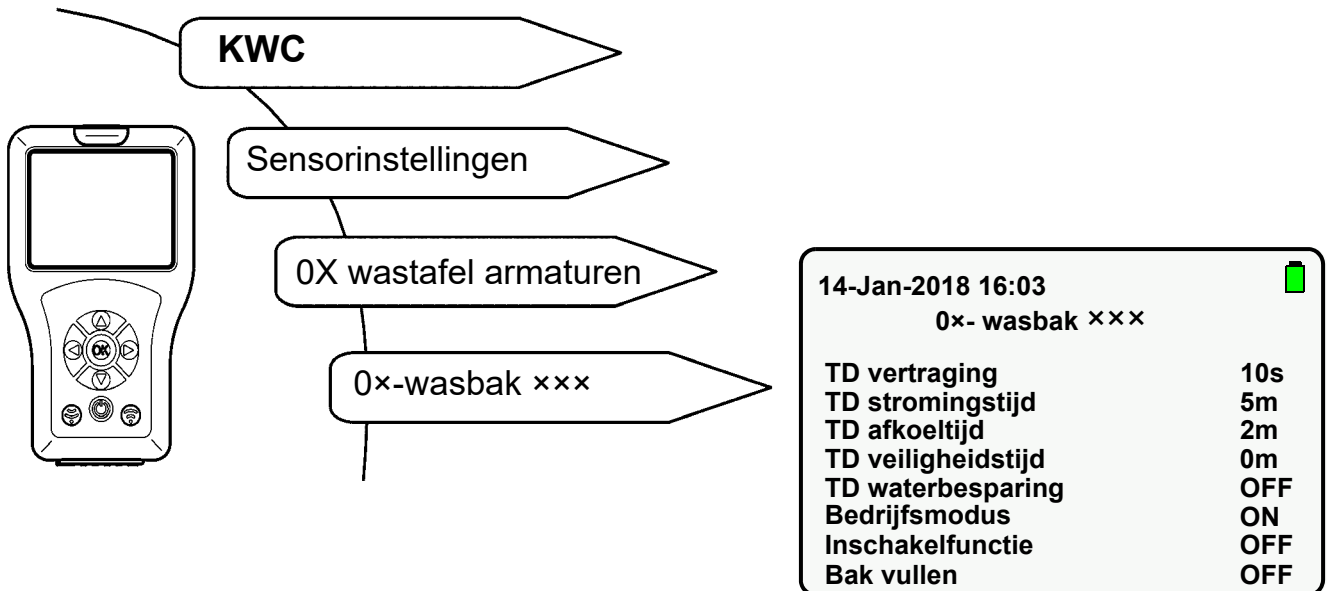 KWC
Sensorinstellingen
0X wastafel armaturen
0×-wasbak ×××
OK
14-Jan-2018 16:03
0×- wasbak ×××
TD vertraging 10s
TD stromingstijd 5m
TD afkoeltijd 2m
TD veiligheidstijd 0m
TD waterbesparing OFF
Bedrijfsmodus ON
Inschakelfunctie OFF
Bak vullen OFF